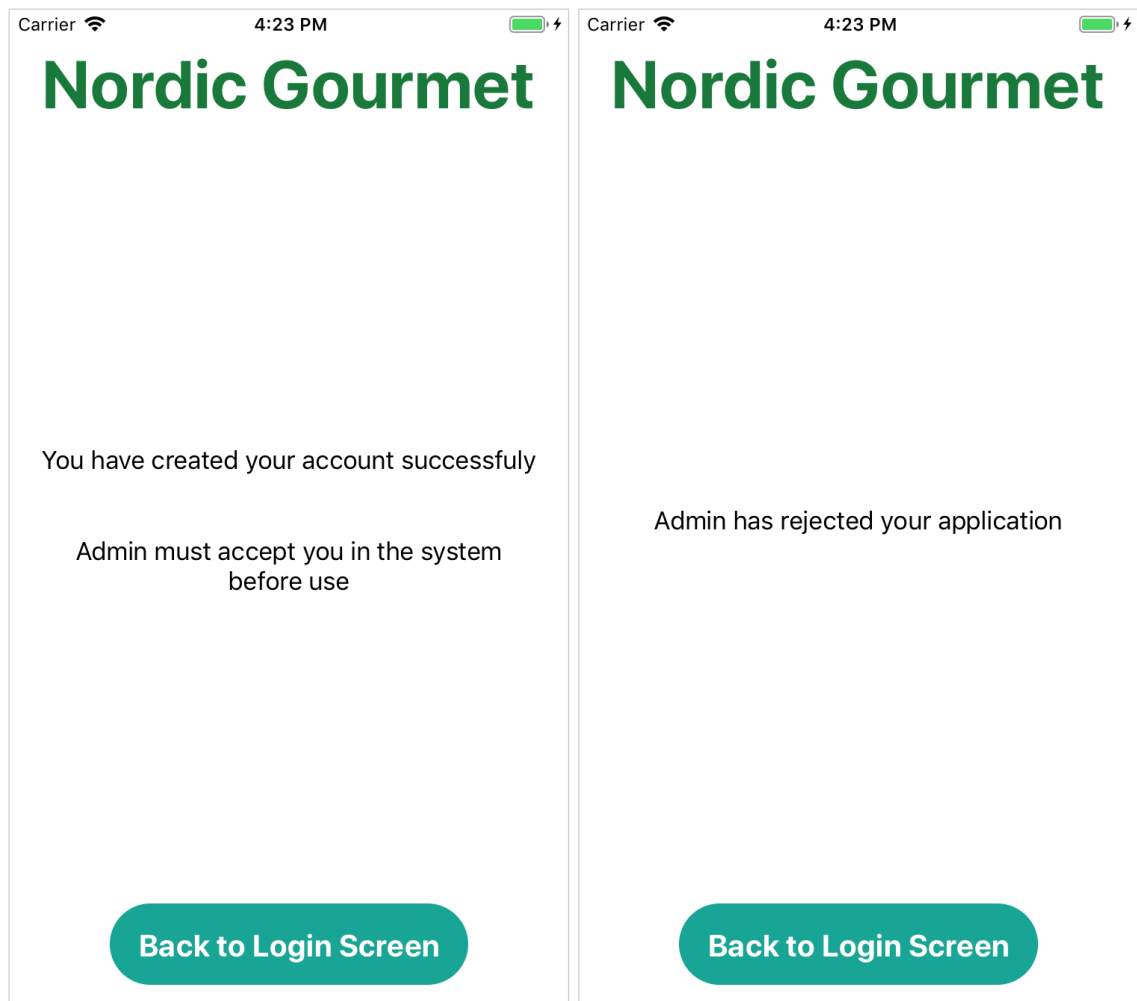 Carrier 4:23 PM
Nordic Gourmet
You have created your account successfuly
Admin must accept you in the system
before use
Back to Login Screen
Carrier 4:23 PM
Nordic Gourmet
Admin has rejected your application
Back to Login Screen